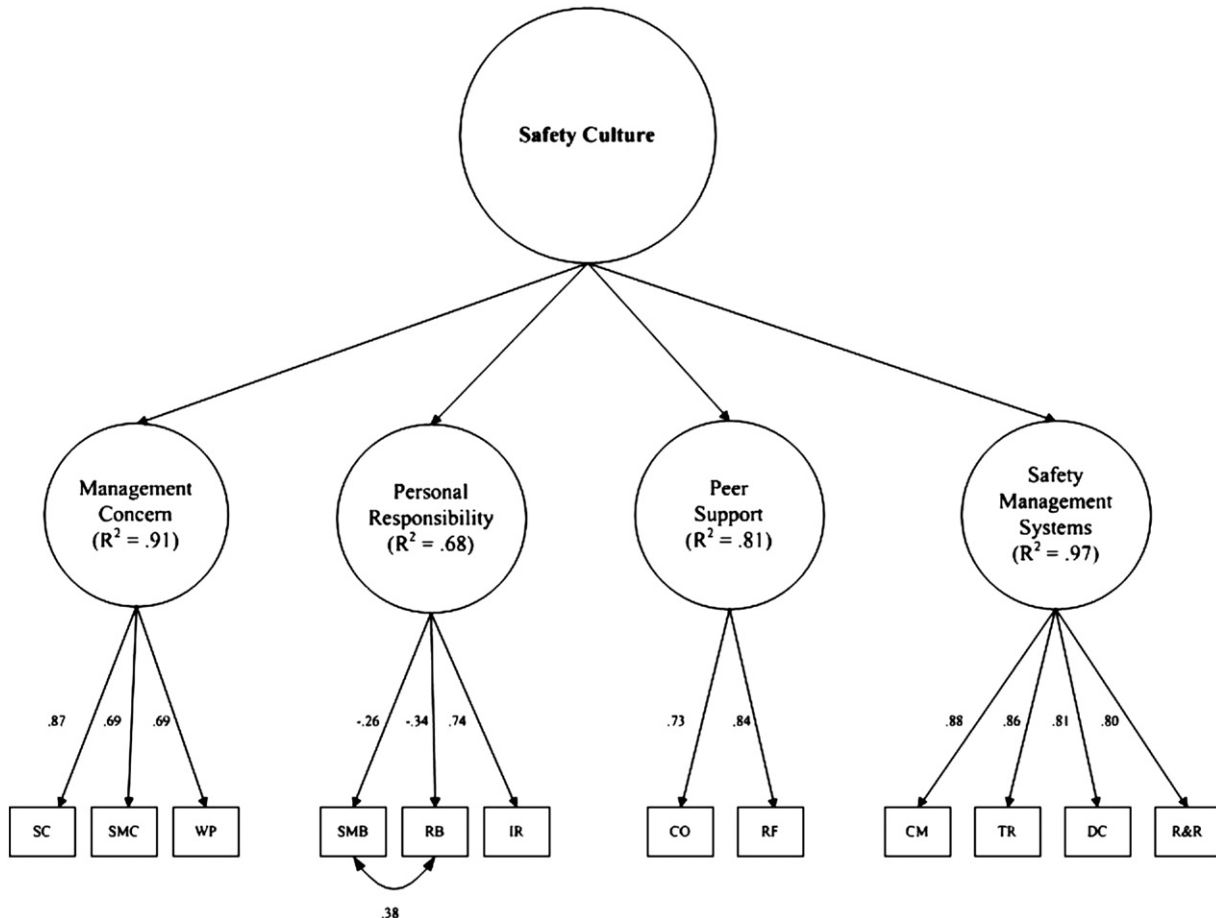 Safety Culture
Management
Concern
(R² = .91)
Personal
Responsibility
(R² = .68)
Peer
Support
(R² = .81)
Safety
Management
Systems
(R² = .97)
.87
.69
.69
-.26
-.34
.74
.73
.84
.88
.86
.81
.80
SC
SMC
WP
SMB
RB
IR
CO
RF
CM
TR
DC
R&R
.38